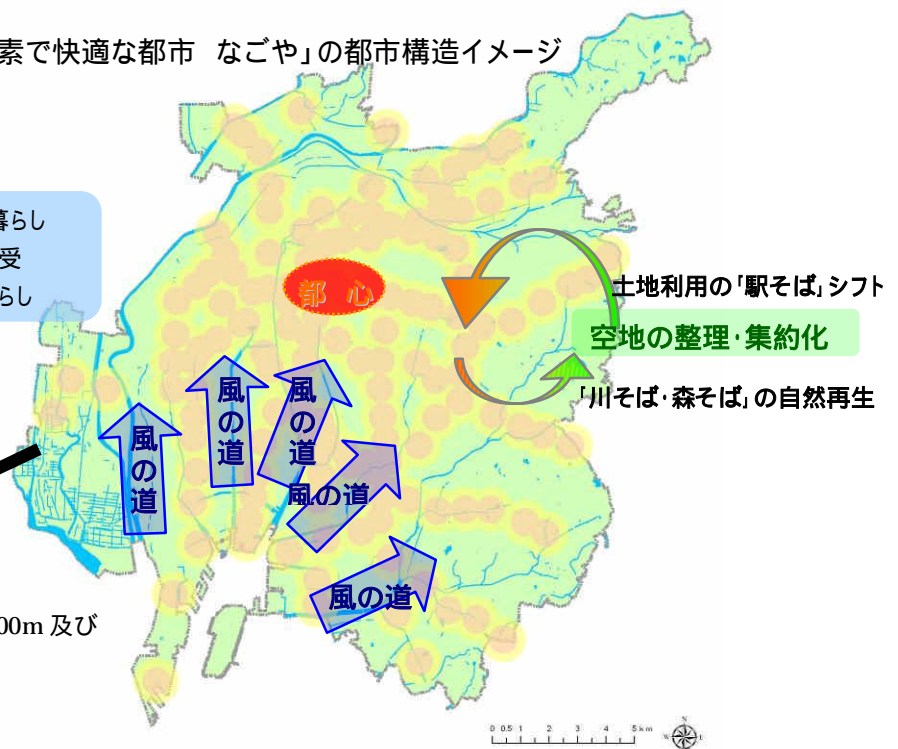 素で快適な都市 なごや」の都市構造イメージ
暮らし
受
らし
都 心
土地利用の「駅そば」シフト
空地の整理・集約化
「川そば・森そば」の自然再生
風の道
風の道
風の道
風の道
風の道
00m 及び
0 0.5 1 2 3 4 5 km
N
W